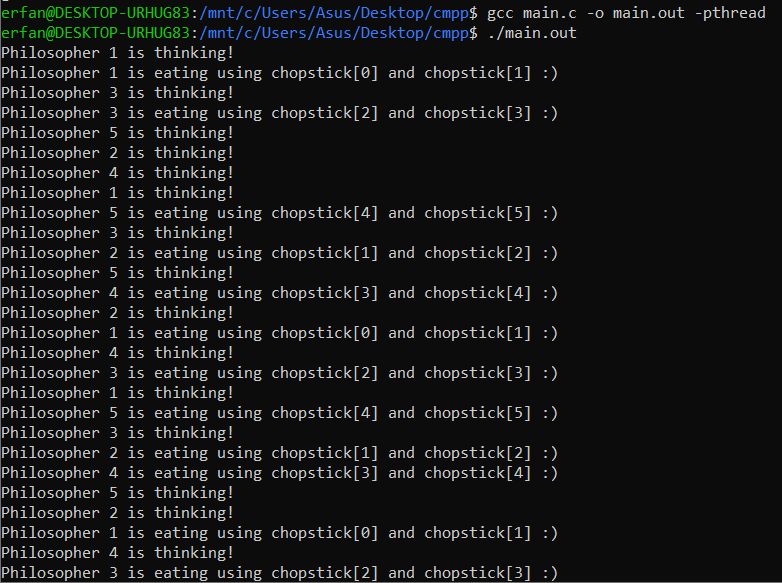 erfan@DESKTOP-URHUG83:/mnt/c/Users/Asus/Desktop/cmpp$ gcc main.c -o main.out -pthread
erfan@DESKTOP-URHUG83:/mnt/c/Users/Asus/Desktop/cmpp$ ./main.out
Philosopher 1 is thinking!
Philosopher 1 is eating using chopstick[0] and chopstick[1] :)
Philosopher 3 is thinking!
Philosopher 3 is eating using chopstick[2] and chopstick[3] :)
Philosopher 5 is thinking!
Philosopher 2 is thinking!
Philosopher 4 is thinking!
Philosopher 1 is thinking!
Philosopher 5 is eating using chopstick[4] and chopstick[5] :)
Philosopher 3 is thinking!
Philosopher 2 is eating using chopstick[1] and chopstick[2] :)
Philosopher 5 is thinking!
Philosopher 4 is eating using chopstick[3] and chopstick[4] :)
Philosopher 2 is thinking!
Philosopher 1 is eating using chopstick[0] and chopstick[1] :)
Philosopher 4 is thinking!
Philosopher 3 is eating using chopstick[2] and chopstick[3] :)
Philosopher 1 is thinking!
Philosopher 5 is eating using chopstick[4] and chopstick[5] :)
Philosopher 3 is thinking!
Philosopher 2 is eating using chopstick[1] and chopstick[2] :)
Philosopher 4 is eating using chopstick[3] and chopstick[4] :)
Philosopher 5 is thinking!
Philosopher 2 is thinking!
Philosopher 1 is eating using chopstick[0] and chopstick[1] :)
Philosopher 4 is thinking!
Philosopher 3 is eating using chopstick[2] and chopstick[3] :)